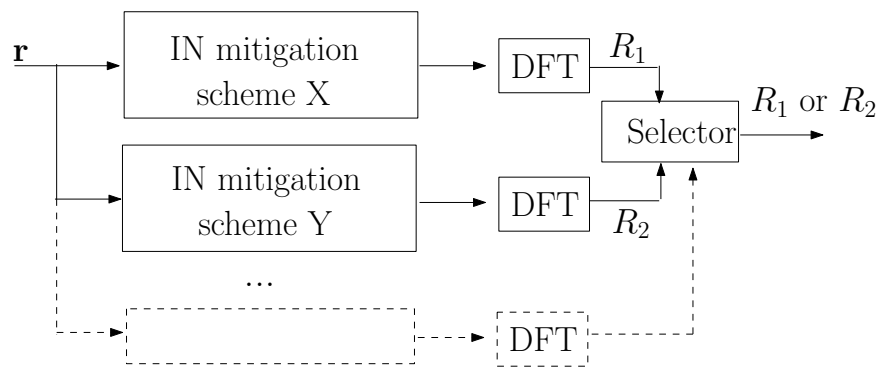 r
IN mitigation
scheme X
DFT
R₁
Selector
R₁ or R₂
IN mitigation
scheme Y
DFT
R₂
...
DFT